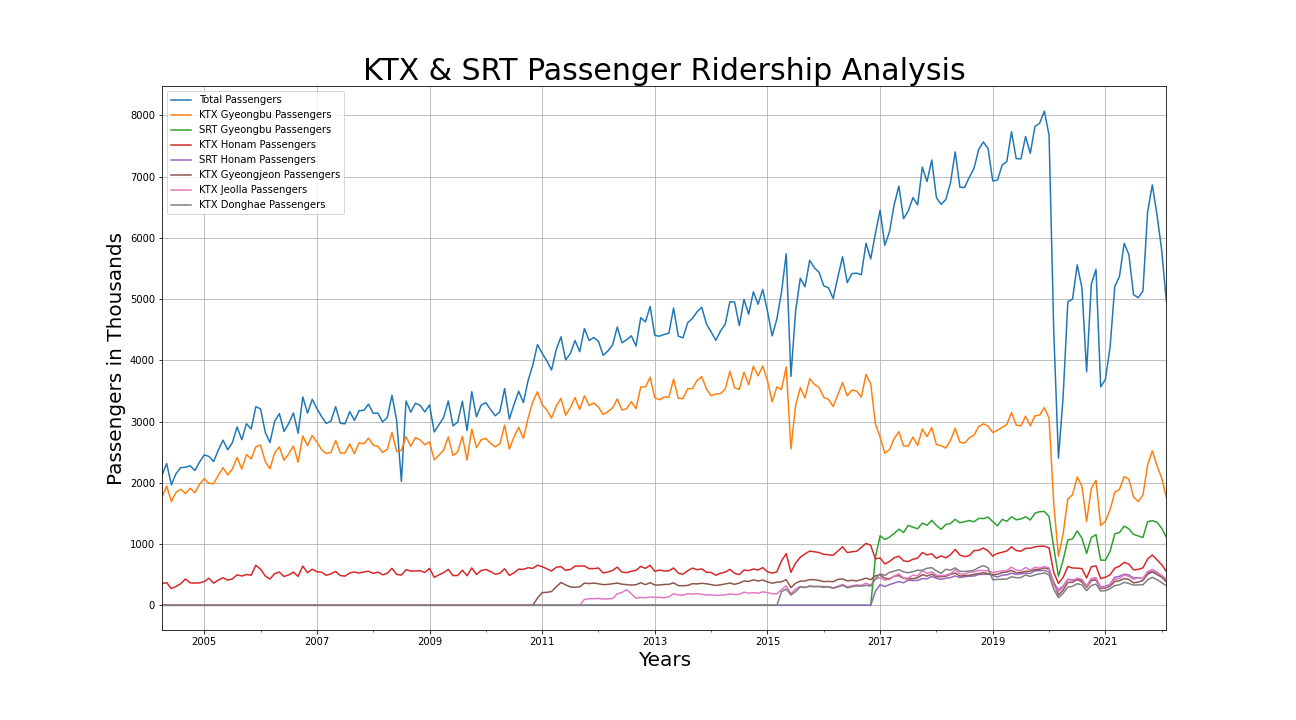 KTX & SRT Passenger Ridership Analysis
Total Passengers
KTX Gyeongbu Passengers
SRT Gyeongbu Passengers
KTX Honam Passengers
SRT Honam Passengers
KTX Gyeongjeon Passengers
KTX Jeolla Passengers
KTX Donghae Passengers
8000
7000
6000
5000
4000
3000
2000
1000
0
Passengers in Thousands
2005 2007 2009 2011 2013 2015 2017 2019 2021
Years